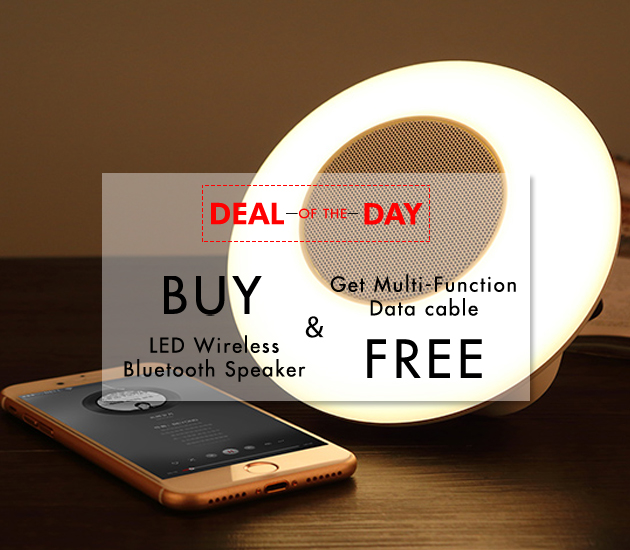 DEAL OF THE DAY
BUY
LED Wireless
Bluetooth Speaker
&
Get Multi-Function
Data cable
FREE